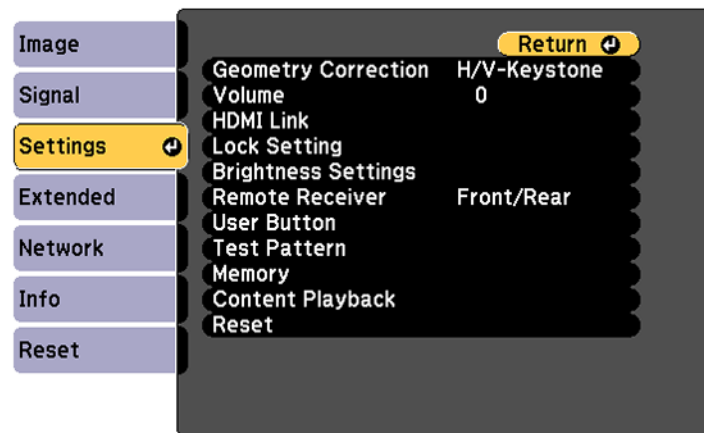 Image
Signal
Settings
Extended
Network
Info
Reset
Return
Geometry Correction H/V-Keystone
Volume 0
HDMI Link
Lock Setting
Brightness Settings
Remote Receiver Front/Rear
User Button
Test Pattern
Memory
Content Playback
Reset